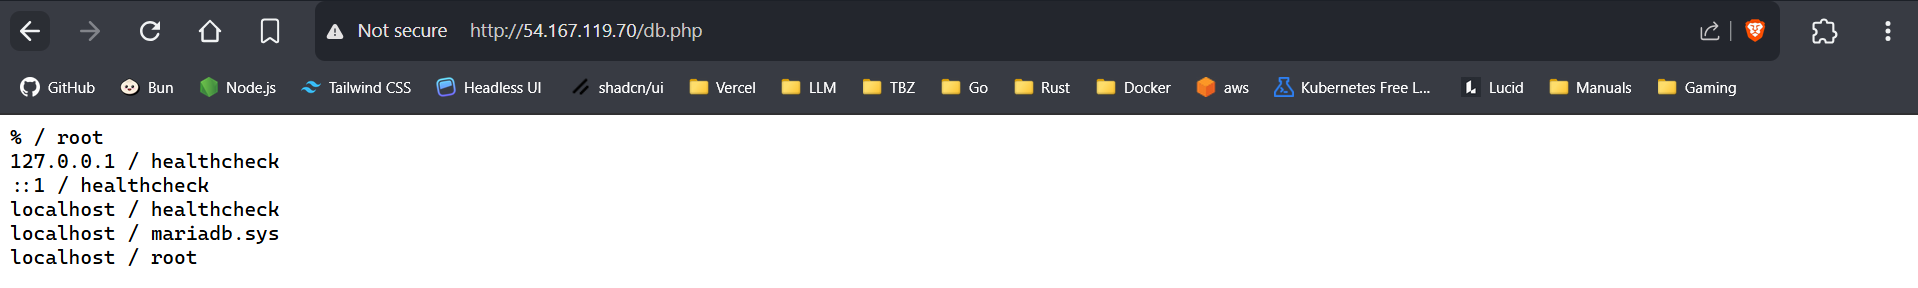 Not secure http://54.167.119.70/db.php
GitHub Bun Node.js Tailwind CSS Headless UI shadcn/ui Vercel LLM TBZ Go Rust Docker aws Kubernetes Free L... Lucid Manuals Gaming
% / root
127.0.0.1 / healthcheck
::1 / healthcheck
localhost / healthcheck
localhost / mariadb.sys
localhost / root